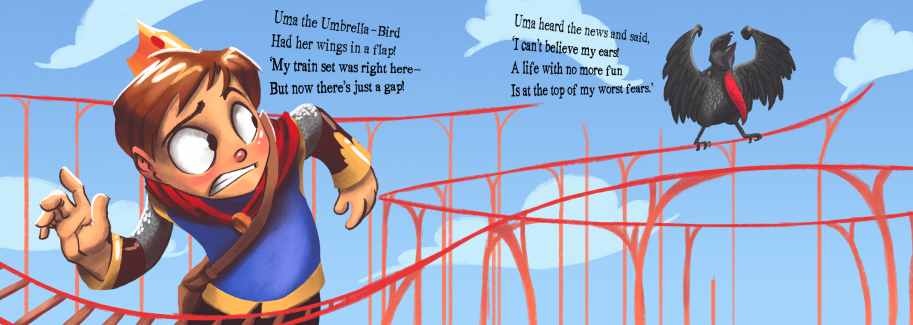 Uma the Umbrella-Bird
Had her wings in a flap!
'My train set was right here–
But now there's just a gap!
Uma heard the news and said,
'I can't believe my ears!
A life with no more fun
Is at the top of my worst fears.'